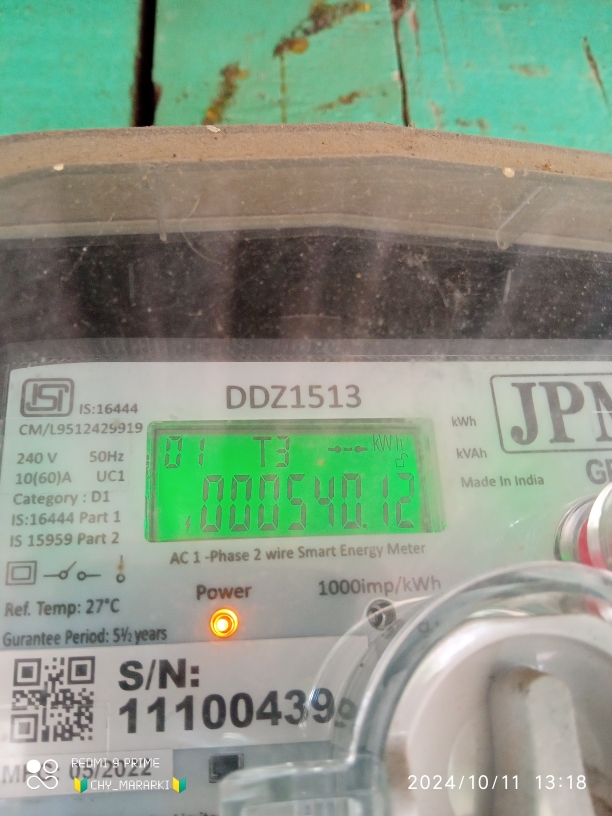 IS:16444
CM/L9512429919
DDZ1513
240 V 50Hz
10(60)A UC1
Category : D1
IS:16444 Part 1
IS 15959 Part 2
01 T3 kWh
000540.12
kWh
kVAh
Made In India
AC 1 -Phase 2 wire Smart Energy Meter
Power
1000imp/kWh
Ref. Temp: 27°C
Gurantee Period: 5½ years
S/N:
11100439
05/2022
REDMI 9 PRIME
CHY_MARARKI
2024/10/11 13:18